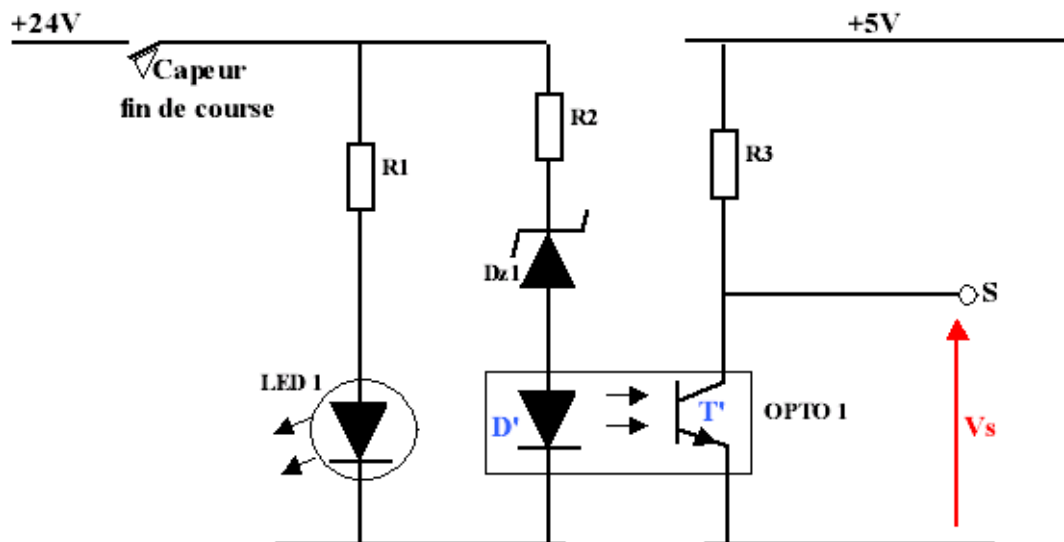 +24V
+5V
Capeur
fin de course
R2
R1
R3
Dz1
S
LED 1
D'
T'
OPTO 1
Vs